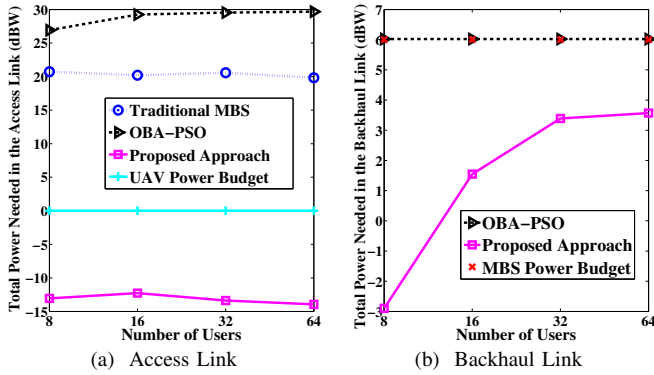 Total Power Needed in the Access Link (dBW)
30
25
20
15
10
5
0
−5
−10
−15
Traditional MBS
OBA−PSO
Proposed Approach
UAV Power Budget
8
16
32
64
Number of Users
(a) Access Link
Total Power Needed in the Backhaul Link (dBW)
7
6
5
4
3
2
1
0
−1
−2
−3
OBA−PSO
Proposed Approach
MBS Power Budget
8
16
32
64
Number of Users
(b) Backhaul Link